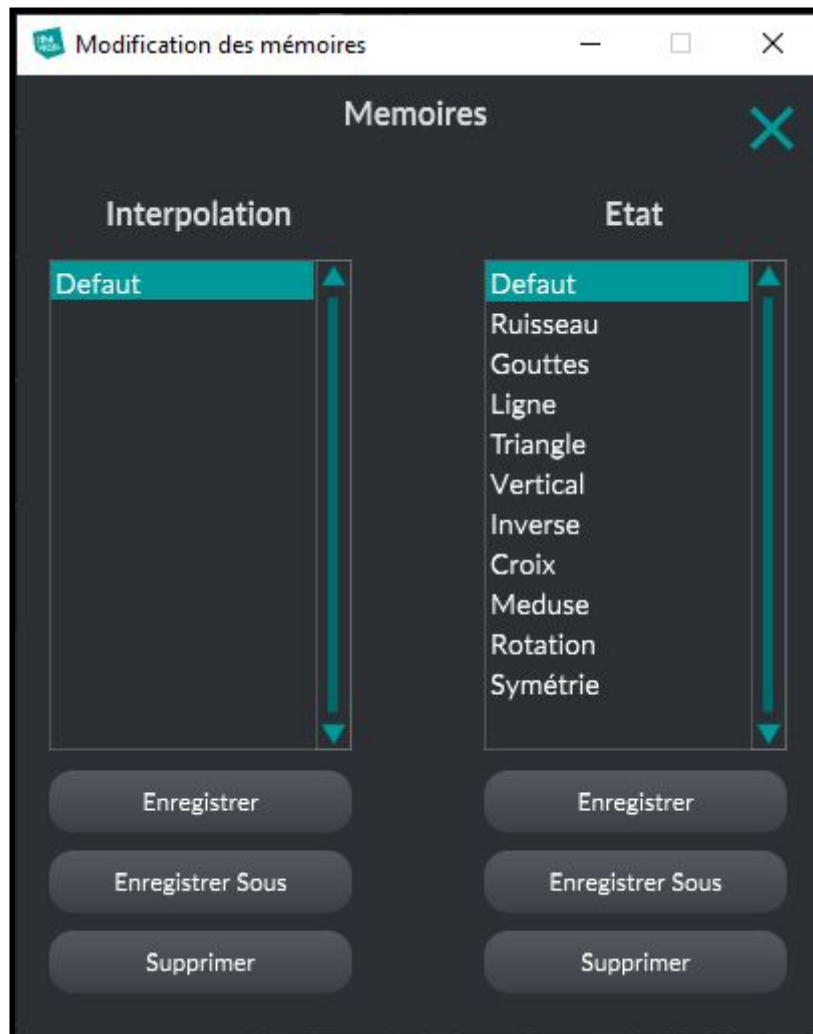 Modification des mémoires
Memoires
Interpolation
Defaut
Enregistrer
Enregistrer Sous
Supprimer
Etat
Defaut
Ruisseau
Gouttes
Ligne
Triangle
Vertical
Inverse
Croix
Meduse
Rotation
Symétrie
Enregistrer
Enregistrer Sous
Supprimer